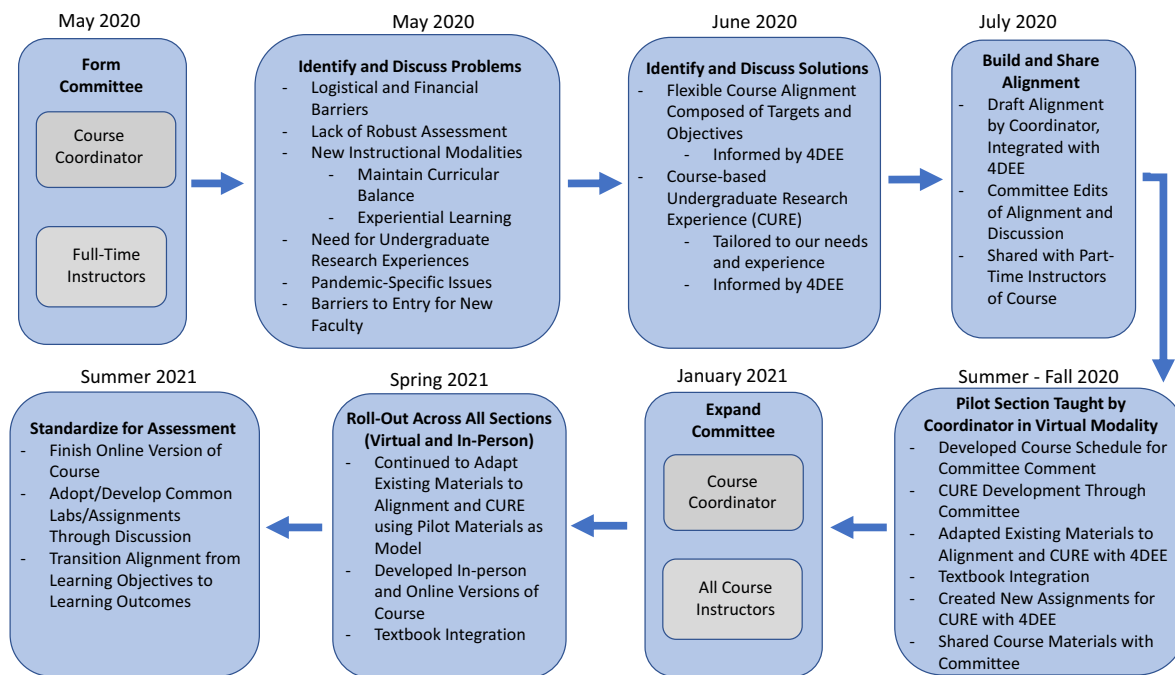 May 2020
Form
Committee
Course
Coordinator
Full-Time
Instructors
May 2020
Identify and Discuss Problems
- Logistical and Financial
Barriers
- Lack of Robust Assessment
- New Instructional Modalities
- Maintain Curricular
Balance
- Experiential Learning
- Need for Undergraduate
Research Experiences
- Pandemic-Specific Issues
- Barriers to Entry for New
Faculty
June 2020
Identify and Discuss Solutions
- Flexible Course Alignment
Composed of Targets and
Objectives
- Informed by 4DEE
- Course-based
Undergraduate Research
Experience (CURE)
- Tailored to our needs
and experience
- Informed by 4DEE
July 2020
Build and Share
Alignment
- Draft Alignment
by Coordinator,
Integrated with
4DEE
- Committee Edits
of Alignment and
Discussion
- Shared with Part-
Time Instructors
of Course
Summer - Fall 2020
Pilot Section Taught by
Coordinator in Virtual Modality
- Developed Course Schedule for
Committee Comment
- CURE Development Through
Committee
- Adapted Existing Materials to
Alignment and CURE with 4DEE
- Textbook Integration
- Created New Assignments for
CURE with 4DEE
- Shared Course Materials with
Committee
January 2021
Expand
Committee
Course
Coordinator
All Course
Instructors
Spring 2021
Roll-Out Across All Sections
(Virtual and In-Person)
- Continued to Adapt
Existing Materials to
Alignment and CURE
using Pilot Materials as
Model
- Developed In-person
and Online Versions of
Course
- Textbook Integration
Summer 2021
Standardize for Assessment
- Finish Online Version of
Course
- Adopt/Develop Common
Labs/Assignments
Through Discussion
- Transition Alignment from
Learning Objectives to
Learning Outcomes